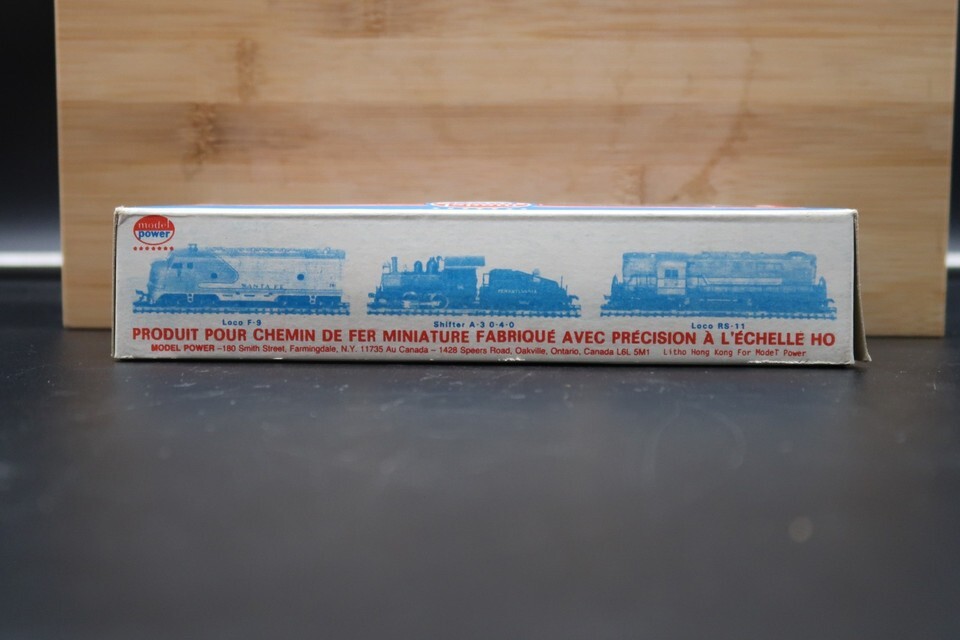 model
power
SANTA FE
PENNSYLVANIA
Loco F-9
Shifter A-3 0-4-0
Loco RS-11
PRODUIT POUR CHEMIN DE FER MINIATURE FABRIQUÉ AVEC PRÉCISION À L'ÉCHELLE HO
MODEL POWER –180 Smith Street, Farmingdale, N.Y. 11735 Au Canada – 1428 Speers Road, Oakville, Ontario, Canada L6L 5M1 Litho Hong Kong For Model Power